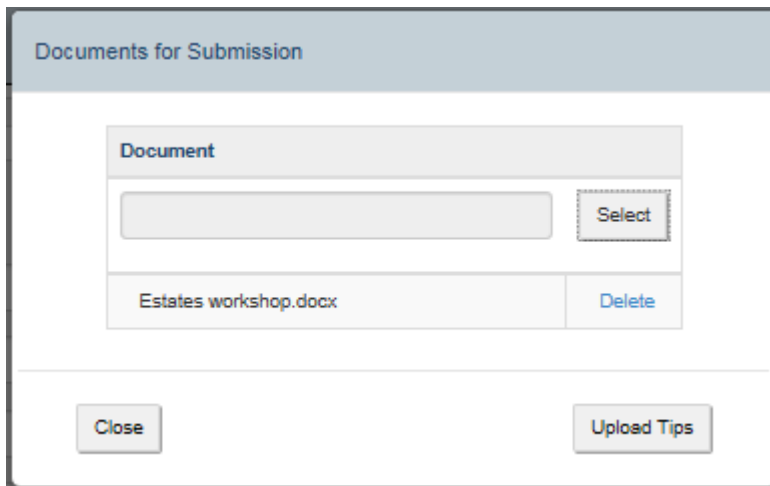 Documents for Submission
Document
Select
Estates workshop.docx Delete
Close Upload Tips